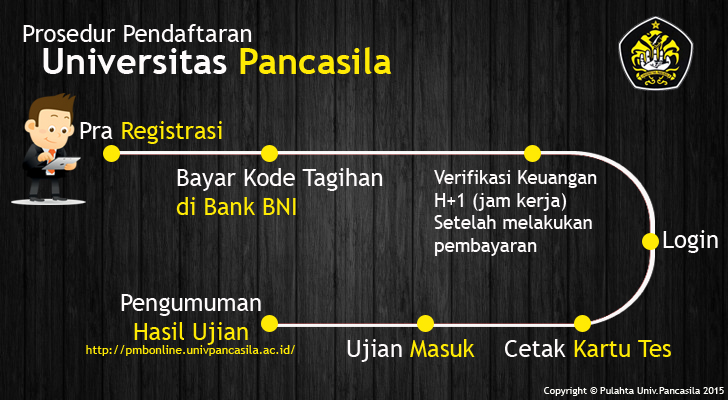 Prosedur Pendaftaran
Universitas Pancasila
Pra Registrasi
Bayar Kode Tagihan
di Bank BNI
Verifikasi Keuangan
H+1 (jam kerja)
Setelah melakukan
pembayaran
Login
Cetak Kartu Tes
Ujian Masuk
Pengumuman
Hasil Ujian
http://pmbonline.univpancasila.ac.id/
Copyright © Pulahta Univ.Pancasila 2015